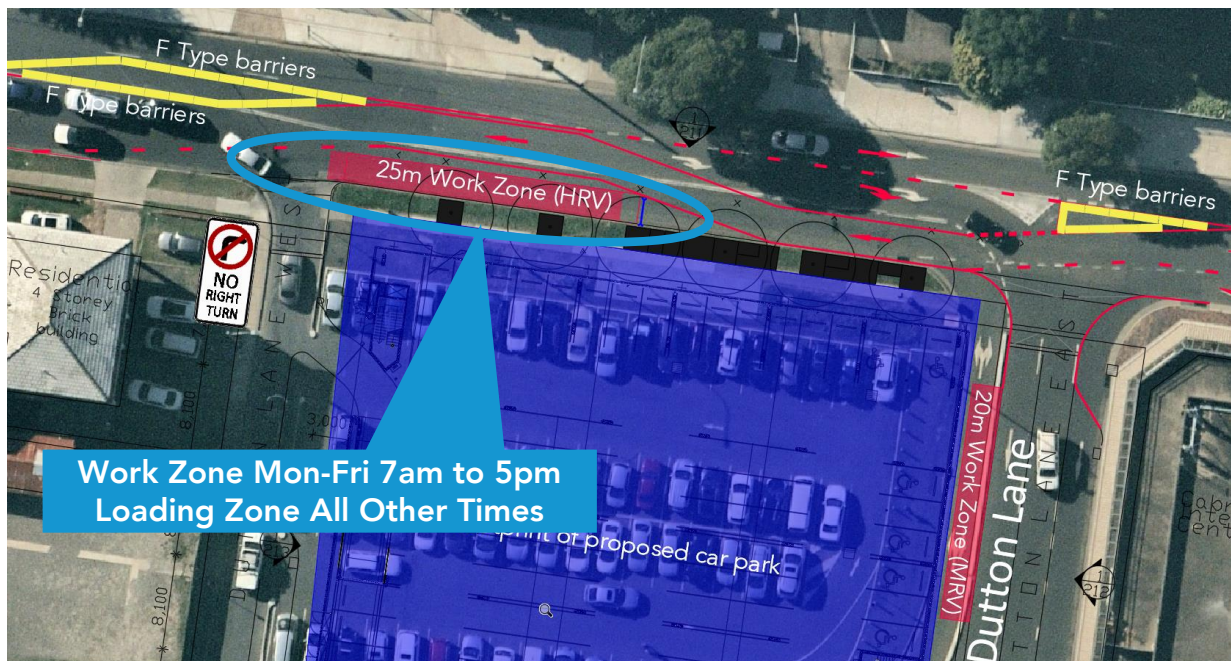 F Type barriers
F Type barriers
25m Work Zone (HRV)
F Type barriers
NO
RIGHT
TURN
Residential
4 Storey
Brick
building
8,100
3,000
Work Zone Mon-Fri 7am to 5pm
Loading Zone All Other Times
print of proposed car park
20m Work Zone (MRV)
Dutton Lane
8,100